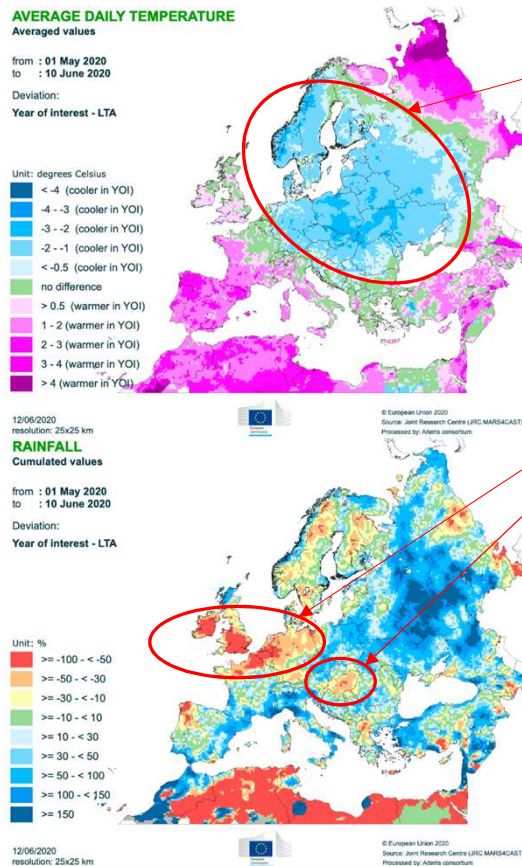 AVERAGE DAILY TEMPERATURE
Averaged values
from : 01 May 2020
to : 10 June 2020
Deviation:
Year of interest - LTA
Unit: degrees Celsius
< -4 (cooler in YOI)
-4 - -3 (cooler in YOI)
-3 - -2 (cooler in YOI)
-2 - -1 (cooler in YOI)
< -0.5 (cooler in YOI)
no difference
> 0.5 (warmer in YOI)
1 - 2 (warmer in YOI)
2 - 3 (warmer in YOI)
3 - 4 (warmer in YOI)
> 4 (warmer in YOI)
12/06/2020
resolution: 25x25 km
European
Commission
© European Union 2020
Source: Joint Research Centre (JRC MARS4CAST)
Processed by: Alterra consortium
RAINFALL
Cumulated values
from : 01 May 2020
to : 10 June 2020
Deviation:
Year of interest - LTA
Unit: %
>= -100 - < -50
>= -50 - < -30
>= -30 - < -10
>= -10 - < 10
>= 10 - < 30
>= 30 - < 50
>= 50 - < 100
>= 100 - < 150
>= 150
12/06/2020
resolution: 25x25 km
European
Commission
© European Union 2020
Source: Joint Research Centre (JRC MARS4CAST)
Processed by: Alterra consortium